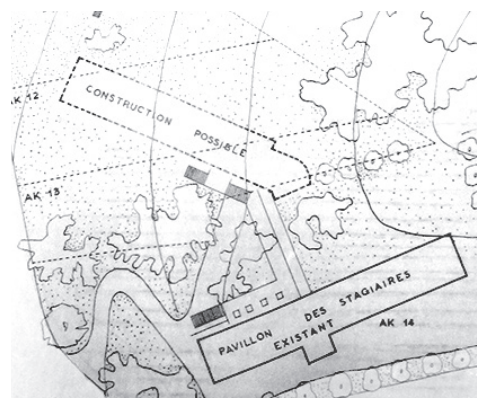 AK 12
CONSTRUCTION POSSIBLE
AK 13
PAVILLON DES STAGIAIRES
EXISTANT
AK 14